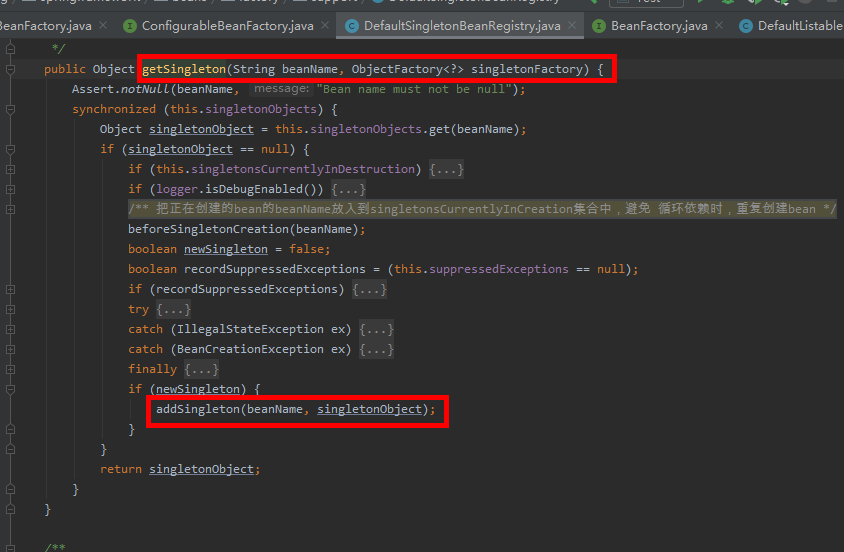 BeanFactory.java ConfigurableBeanFactory.java DefaultSingletonBeanRegistry.java BeanFactory.java DefaultListable
*/
public Object getSingleton(String beanName, ObjectFactory<?> singletonFactory) {
Assert.notNull(beanName, message: "Bean name must not be null");
synchronized (this.singletonObjects) {
Object singletonObject = this.singletonObjects.get(beanName);
if (singletonObject == null) {
if (this.singletonsCurrentlyInDestruction) {...}
if (logger.isDebugEnabled()) {...}
/** 把正在创建的bean的beanName放入到singletonsCurrentlyInCreation集合中，避免 循环依赖时，重复创建bean */
beforeSingletonCreation(beanName);
boolean newSingleton = false;
boolean recordSuppressedExceptions = (this.suppressedExceptions == null);
if (recordSuppressedExceptions) {...}
try {...}
catch (IllegalStateException ex) {...}
catch (BeanCreationException ex) {...}
finally {...}
if (newSingleton) {
addSingleton(beanName, singletonObject);
}
}
return singletonObject;
}
}
/**